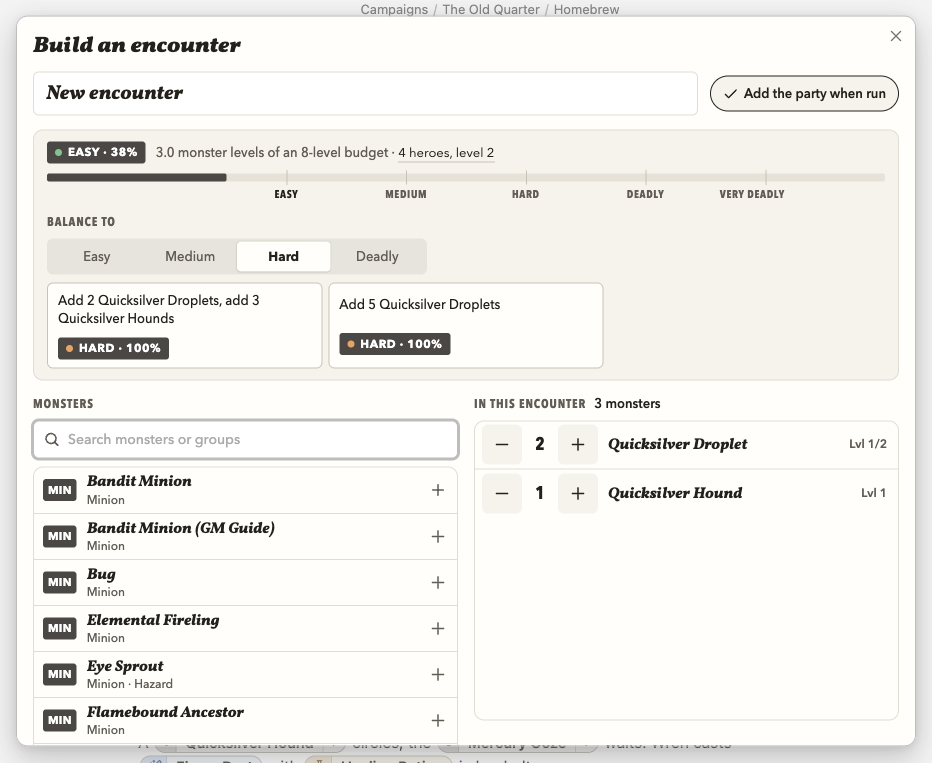 Campaigns / The Old Quarter / Homebrew
Build an encounter
New encounter
Add the party when run
EASY · 38%
3.0 monster levels of an 8-level budget · 4 heroes, level 2
EASY
MEDIUM
HARD
DEADLY
VERY DEADLY
BALANCE TO
Easy
Medium
Hard
Deadly
Add 2 Quicksilver Droplets, add 3
Quicksilver Hounds
HARD · 100%
Add 5 Quicksilver Droplets
HARD · 100%
MONSTERS
Search monsters or groups
MIN
Bandit Minion
Minion
MIN
Bandit Minion (GM Guide)
Minion
MIN
Bug
Minion
MIN
Elemental Fireling
Minion
MIN
Eye Sprout
Minion · Hazard
MIN
Flamebound Ancestor
Minion
IN THIS ENCOUNTER 3 monsters
2
Quicksilver Droplet
Lvl 1/2
1
Quicksilver Hound
Lvl 1